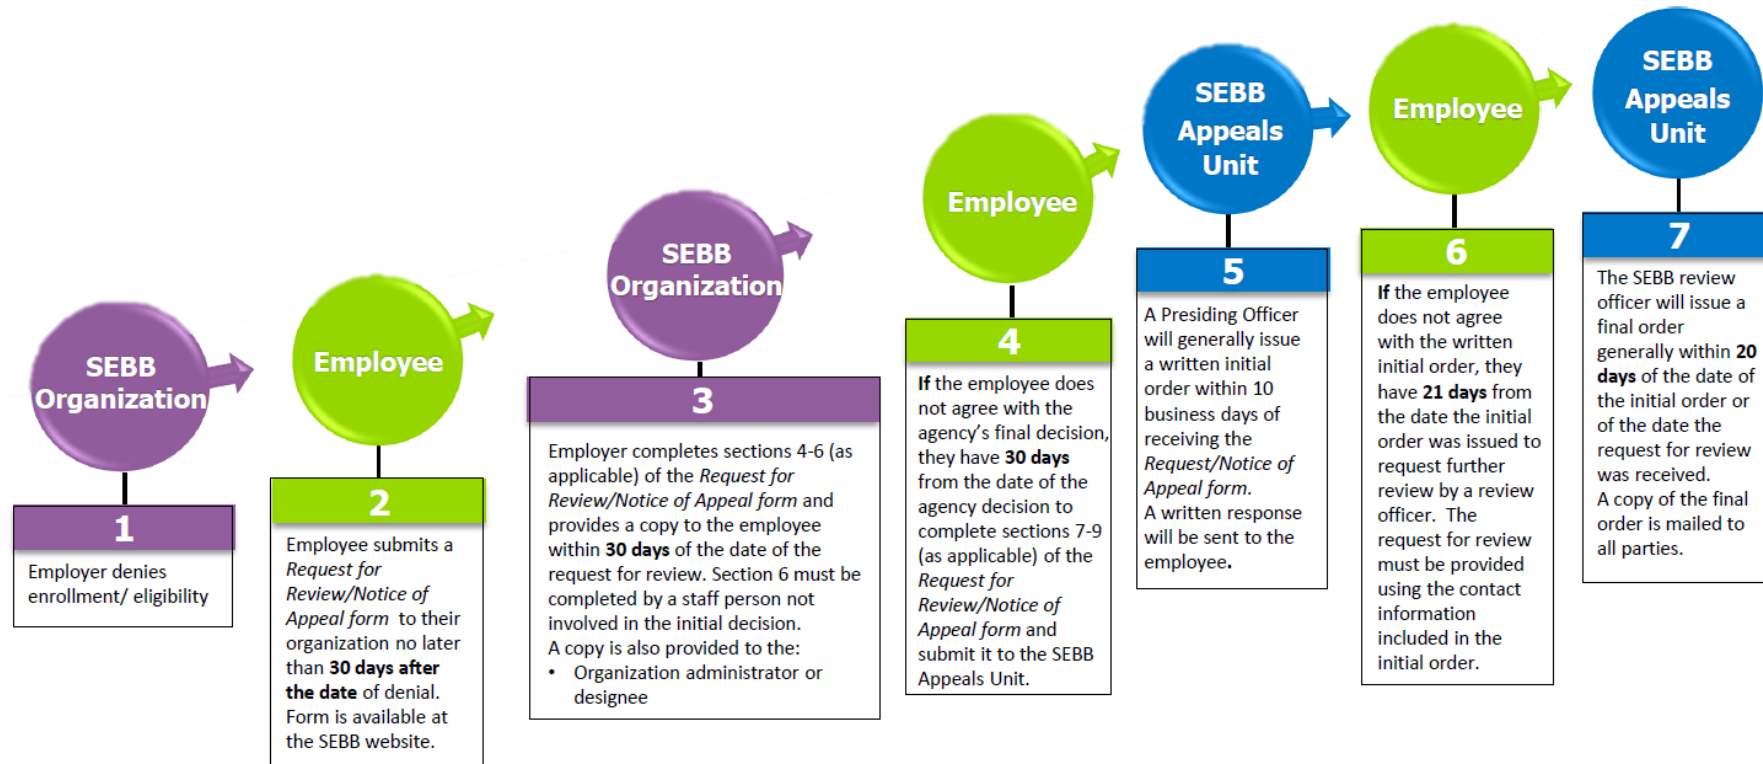 SEBB
Organization
1
Employer denies
enrollment/ eligibility
Employee
2
Employee submits a
Request for
Review/Notice of
Appeal form to their
organization no later
than 30 days after
the date of denial.
Form is available at
the SEBB website.
SEBB
Organization
3
Employer completes sections 4-6 (as
applicable) of the Request for
Review/Notice of Appeal form and
provides a copy to the employee
within 30 days of the date of the
request for review. Section 6 must be
completed by a staff person not
involved in the initial decision.
A copy is also provided to the:
• Organization administrator or
designee
Employee
4
If the employee does
not agree with the
agency’s final decision,
they have 30 days
from the date of the
agency decision to
complete sections 7-9
(as applicable) of the
Request for
Review/Notice of
Appeal form and
submit it to the SEBB
Appeals Unit.
SEBB
Appeals
Unit
5
A Presiding Officer
will generally issue
a written initial
order within 10
business days of
receiving the
Request/Notice of
Appeal form.
A written response
will be sent to the
employee.
Employee
6
If the employee
does not agree
with the written
initial order, they
have 21 days from
the date the initial
order was issued to
request further
review by a review
officer. The
request for review
must be provided
using the contact
information
included in the
initial order.
SEBB
Appeals
Unit
7
The SEBB review
officer will issue a
final order
generally within 20
days of the date of
the initial order or
of the date the
request for review
was received.
A copy of the final
order is mailed to
all parties.